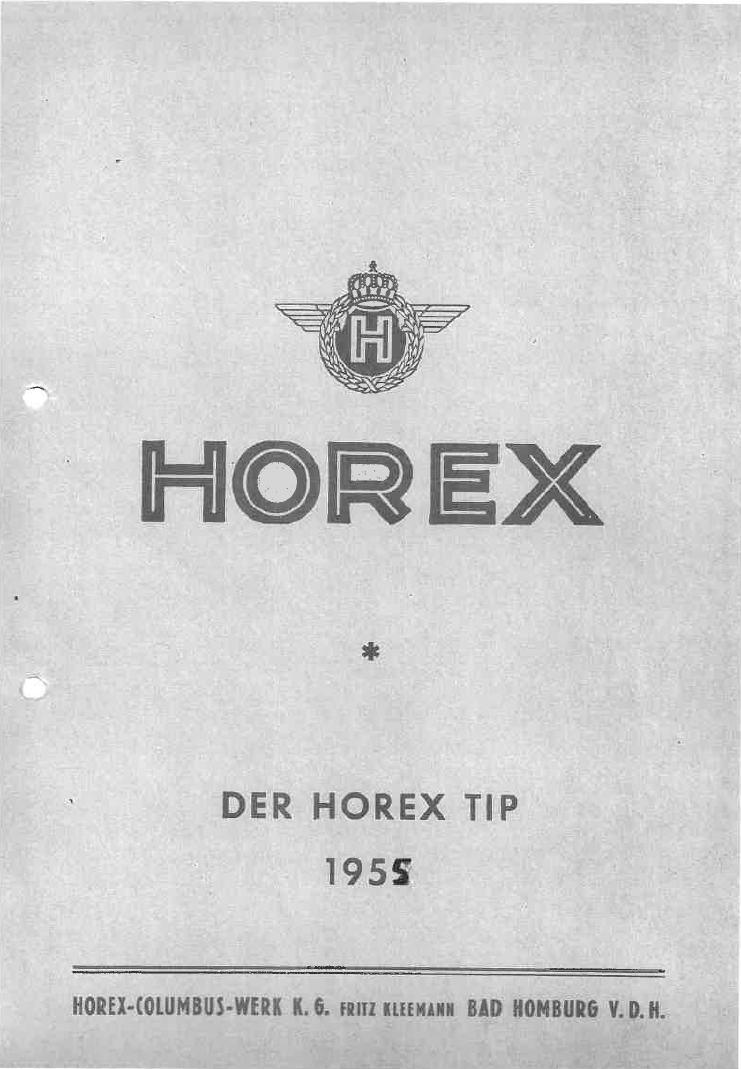 H
HOREX
*
DER HOREX TIP
1955
HOREX-COLUMBUS-WERK K.G. FRITZ KLEEMANN BAD HOMBURG V.D.H.